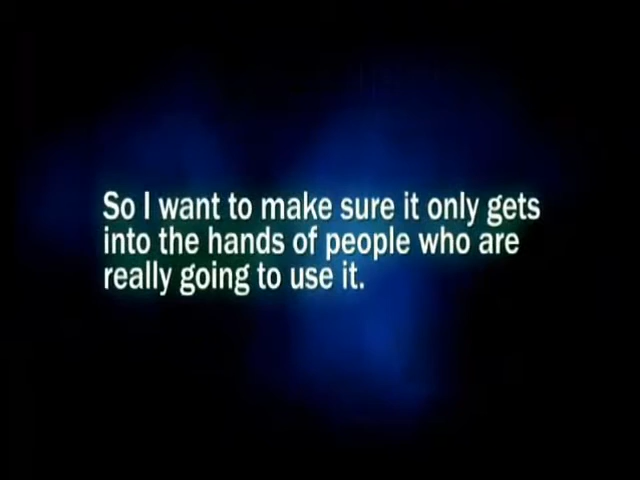 So I want to make sure it only gets
into the hands of people who are
really going to use it.